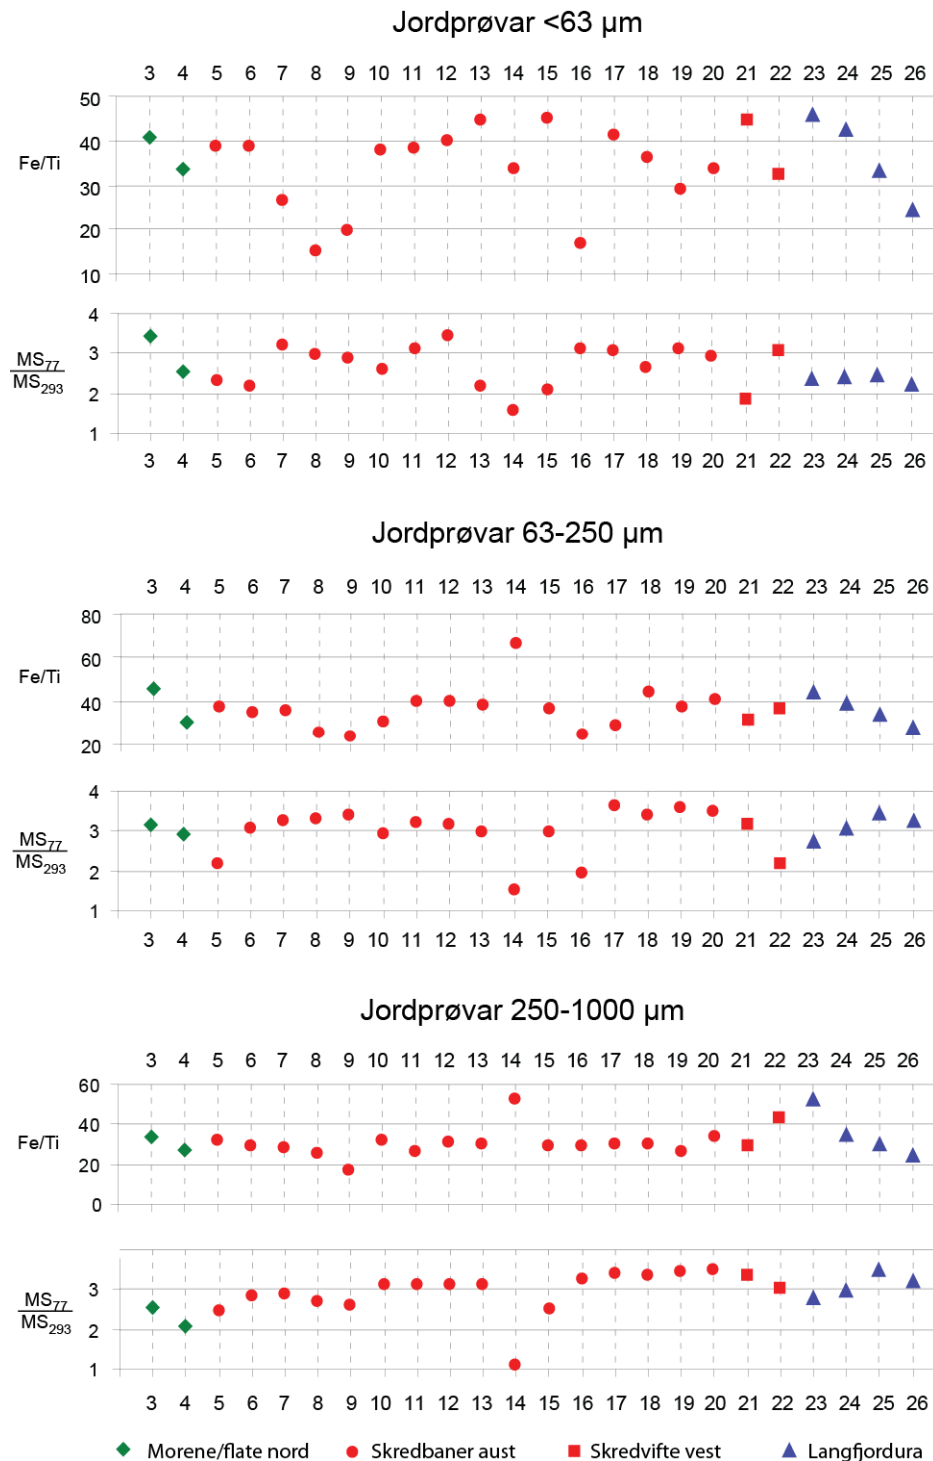 Jordprøvar <63 µm
3 4 5 6 7 8 9 10 11 12 13 14 15 16 17 18 19 20 21 22 23 24 25 26
50
40
Fe/Ti
30
20
10
4
3
MS77
MS293
2
1
3 4 5 6 7 8 9 10 11 12 13 14 15 16 17 18 19 20 21 22 23 24 25 26
Jordprøvar 63-250 µm
3 4 5 6 7 8 9 10 11 12 13 14 15 16 17 18 19 20 21 22 23 24 25 26
80
60
Fe/Ti
40
20
4
3
MS77
MS293
2
1
3 4 5 6 7 8 9 10 11 12 13 14 15 16 17 18 19 20 21 22 23 24 25 26
Jordprøvar 250-1000 µm
3 4 5 6 7 8 9 10 11 12 13 14 15 16 17 18 19 20 21 22 23 24 25 26
60
40
Fe/Ti
20
0
3
MS77
MS293
2
1
3 4 5 6 7 8 9 10 11 12 13 14 15 16 17 18 19 20 21 22 23 24 25 26
Morene/flate nord Skredbaner aust Skredvifte vest Langfjordura